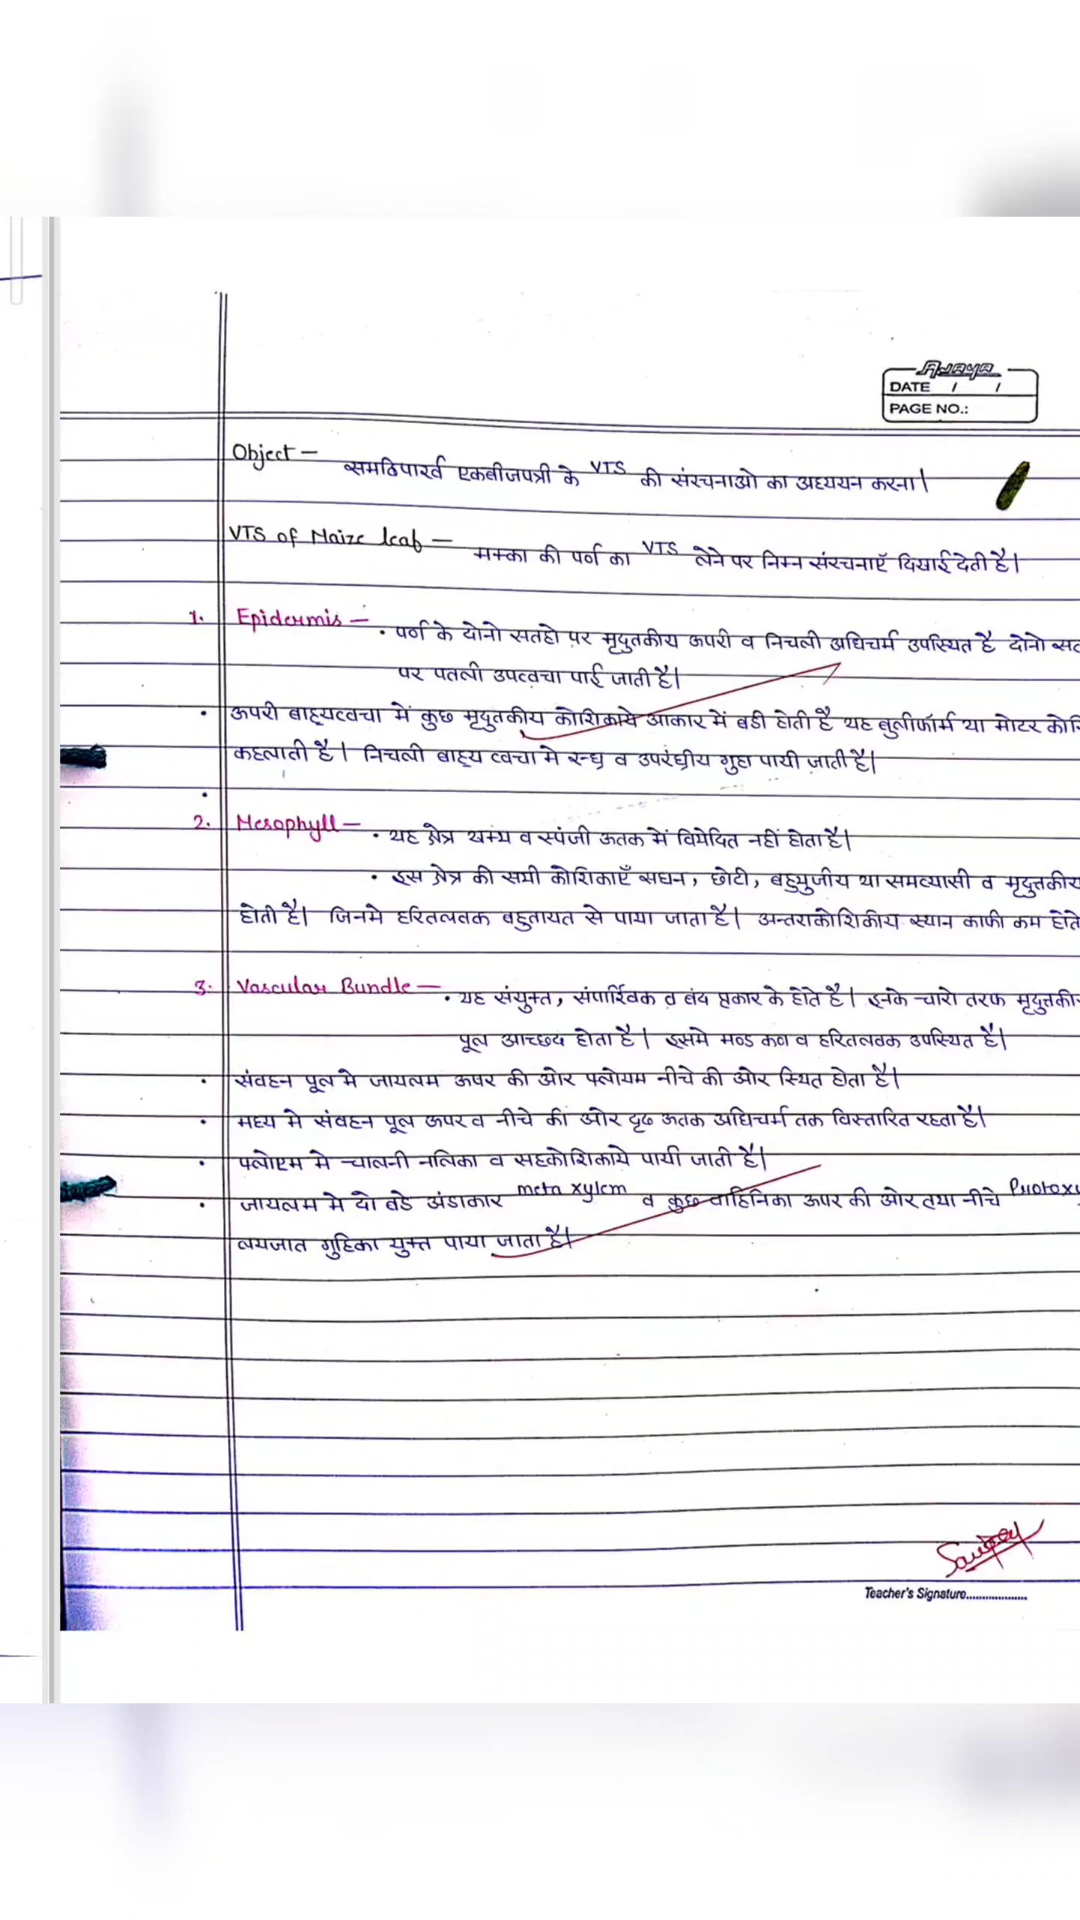 Ajaya
DATE / /
PAGE NO.:
Object — समद्विपार्श्व एकबीजपत्री के VTS की संरचनाओ का अध्ययन करना।
VTS of Maize leaf — मक्का की पर्ण का VTS लेने पर निम्न संरचनाएँ दिखाई देती है।
1. Epidermis — • पर्ण के दोनो सतहो पर मृदुतकीय ऊपरी व निचली अधिचर्म उपस्थित है दोनो
पर पतली उपत्वचा पाई जाती है।
• ऊपरी बाह्यत्वचा में कुछ मृदुतकीय कोशिकाये आकार में बडी होती है यह बुलीफॉर्म या मोटर
कहलाती है। निचली बाह्य त्वचा मे रन्ध्र व उपरंध्रीय गुहा पायी जाती है।
•
2. Mesophyll — • यह क्षेत्र खम्भ व स्पंजी ऊतक में विभेदित नहीं होता है।
• इस क्षेत्र की सभी कोशिकाएँ सघन, छोटी, बहुभुजीय या समव्यासी व मृदुत्तकीय
होती है। जिनमे हरितलवक बहुतायत से पाया जाता है। अन्तराकोशिकीय स्थान काफी कम होते
3. Vascular Bundle — • यह संयुक्त, संपार्श्विक व बंद प्रकार के होते है। इनके चारो तरफ
पूल आच्छद होता है। इसमे मण्ड कण व हरितलवक उपस्थित है।
• संवहन पूल मे जायलम ऊपर की ओर फ्लोयम नीचे की ओर स्थित होता है।
• मध्य मे संवहन पूल ऊपर व नीचे की ओर दृढ ऊतक अधिचर्म तक विस्तारित रहता है।
• फ्लोएम मे चालनी नलिका व सहकोशिकाये पायी जाती है।
• जायलम मे दो बडे अंडाकार meta xylem व कुछ वाहिनिका ऊपर की ओर तथा नीचे
लयजात गुहिका युक्त पाया जाता है।
Teacher's Signature...................